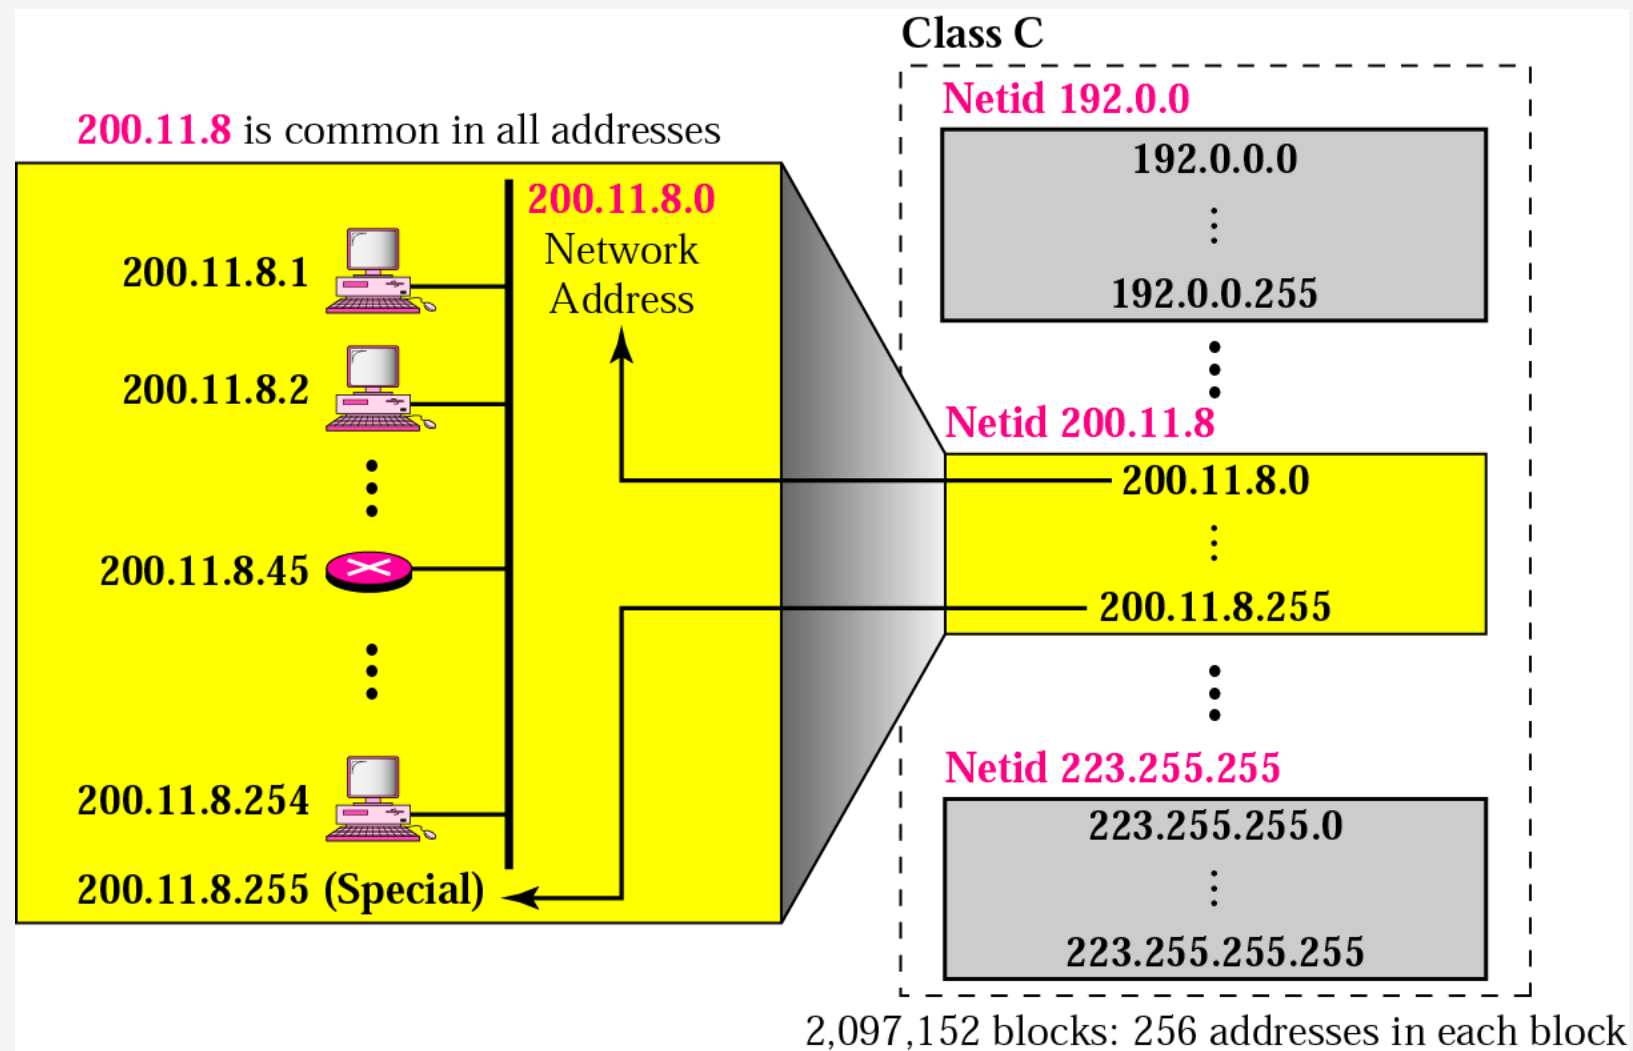 Class C
Netid 192.0.0
192.0.0.0
192.0.0.255
200.11.8 is common in all addresses
200.11.8.0
Network
Address
200.11.8.1
200.11.8.2
200.11.8.45
200.11.8.254
200.11.8.255 (Special)
Netid 200.11.8
200.11.8.0
200.11.8.255
Netid 223.255.255
223.255.255.0
223.255.255.255
2,097,152 blocks: 256 addresses in each block